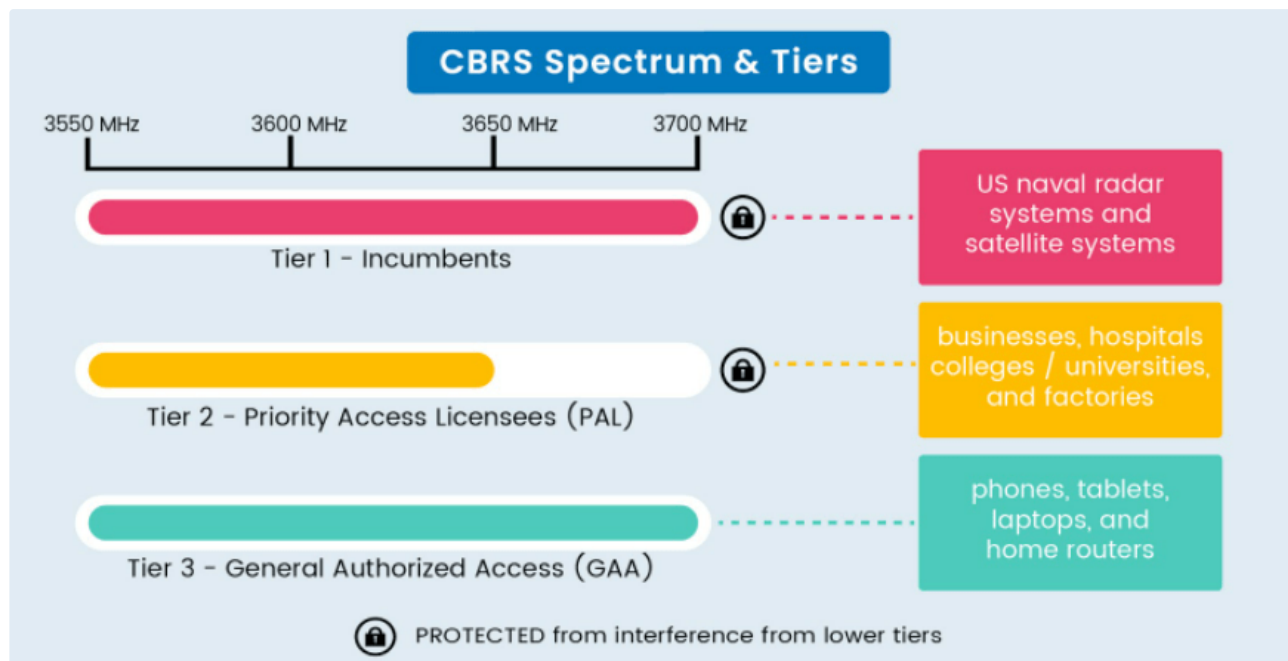 CBRS Spectrum & Tiers
3550 MHz 3600 MHz 3650 MHz 3700 MHz
US naval radar
systems and
satellite systems
Tier 1 - Incumbents
businesses, hospitals
colleges / universities,
and factories
Tier 2 - Priority Access Licensees (PAL)
phones, tablets,
laptops, and
home routers
Tier 3 - General Authorized Access (GAA)
PROTECTED from interference from lower tiers